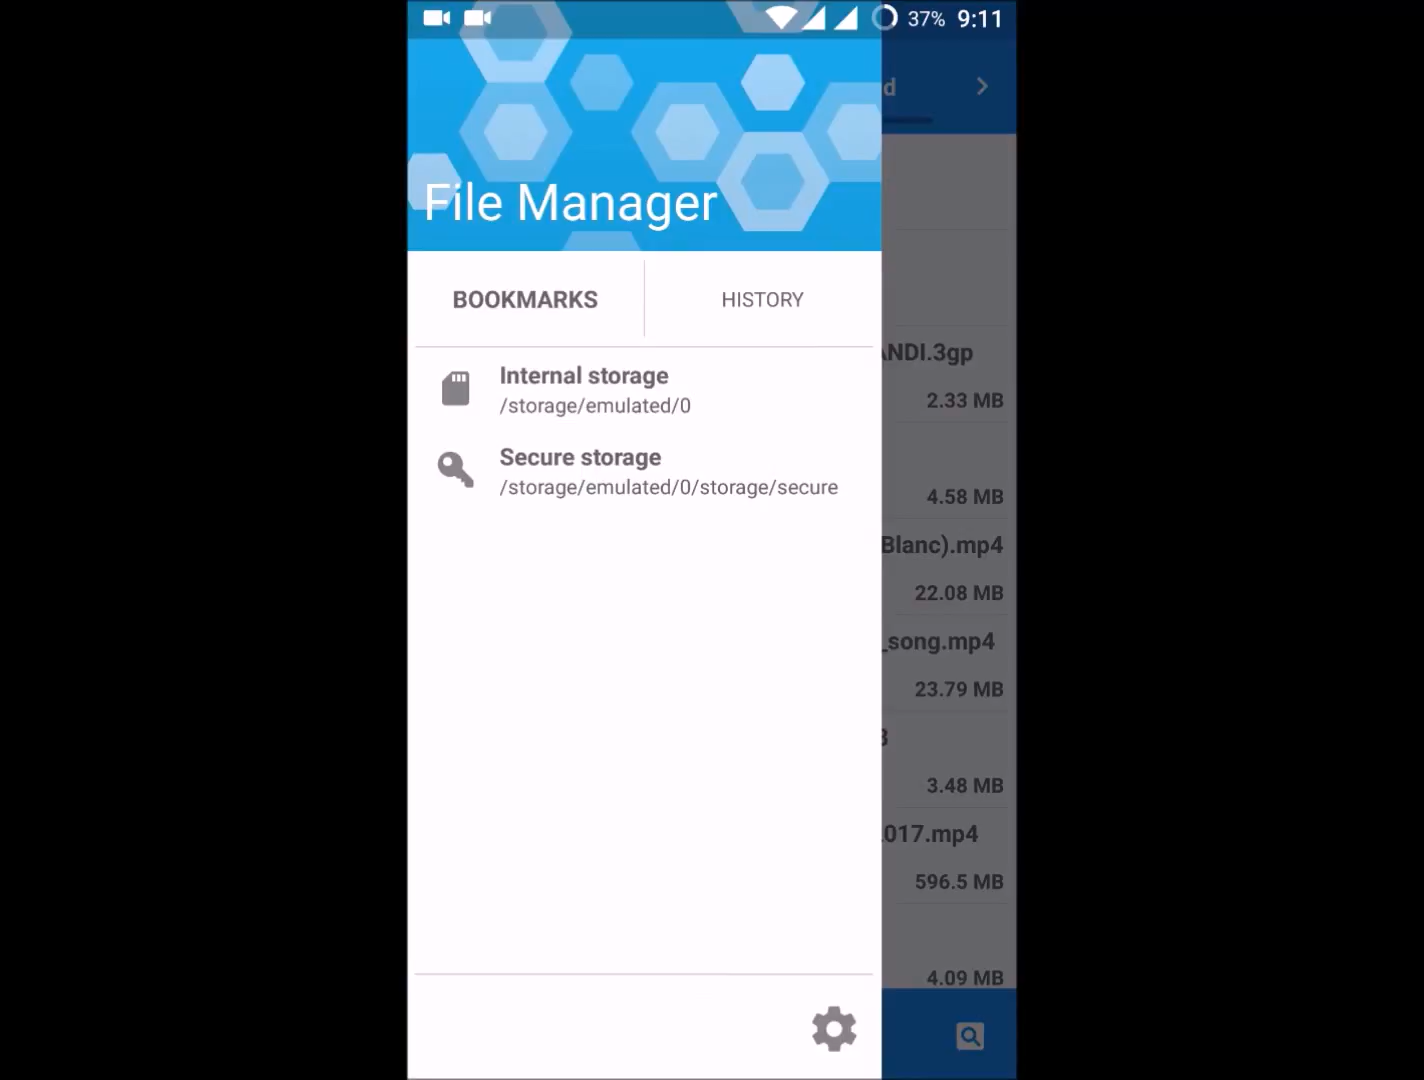 37% 9:11
d
File Manager
BOOKMARKS
HISTORY
Internal storage
/storage/emulated/0
Secure storage
/storage/emulated/0/storage/secure
ANDI.3gp
2.33 MB
4.58 MB
Blanc).mp4
22.08 MB
_song.mp4
23.79 MB
3.48 MB
017.mp4
596.5 MB
4.09 MB